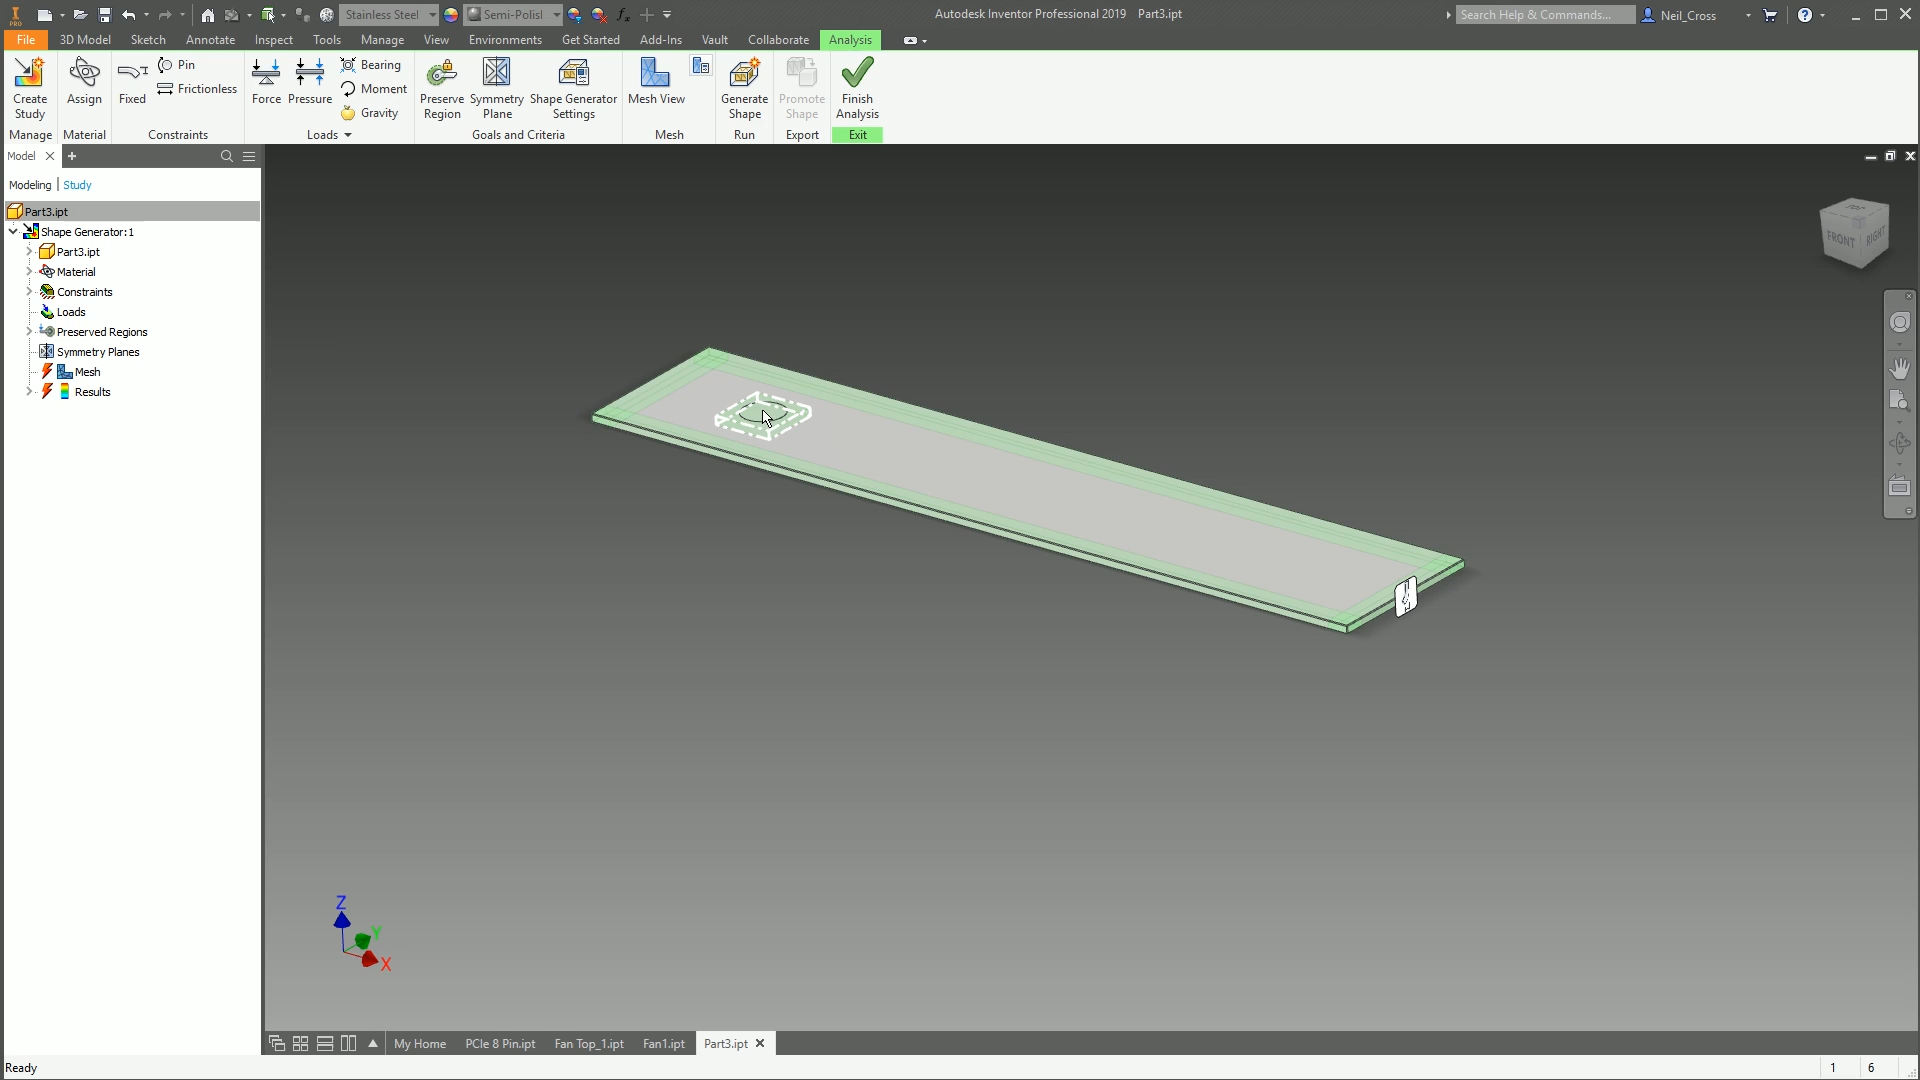 PRO
Stainless Steel
Semi-Polisl
fx
Autodesk Inventor Professional 2019 Part3.ipt
Search Help & Commands...
Neil_Cross
File 3D Model Sketch Annotate Inspect Tools Manage View Environments Get Started Add-Ins Vault Collaborate Analysis
Create Study
Assign
Fixed
Pin
Frictionless
Force
Pressure
Bearing
Moment
Gravity
Preserve Region
Symmetry Plane
Shape Generator Settings
Mesh View
Generate Shape
Promote Shape
Finish Analysis
Manage Material Constraints Loads Goals and Criteria Mesh Run Export Exit
Model
Modeling | Study
Part3.ipt
Shape Generator:1
Part3.ipt
Material
Constraints
Loads
Preserved Regions
Symmetry Planes
Mesh
Results
TOP
FRONT
RIGHT
Z
Y
X
My Home PCIe 8 Pin.ipt Fan Top_1.ipt Fan1.ipt Part3.ipt
Ready
1 6